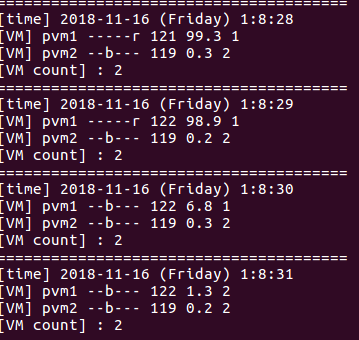 ========================================
[time] 2018-11-16 (Friday) 1:8:28
[VM] pvm1 -----r 121 99.3 1
[VM] pvm2 --b--- 119 0.3 2
[VM count] : 2
========================================
[time] 2018-11-16 (Friday) 1:8:29
[VM] pvm1 -----r 122 98.9 1
[VM] pvm2 --b--- 119 0.2 2
[VM count] : 2
========================================
[time] 2018-11-16 (Friday) 1:8:30
[VM] pvm1 --b--- 122 6.8 1
[VM] pvm2 --b--- 119 0.3 2
[VM count] : 2
========================================
[time] 2018-11-16 (Friday) 1:8:31
[VM] pvm1 --b--- 122 1.3 2
[VM] pvm2 --b--- 119 0.2 2
[VM count] : 2